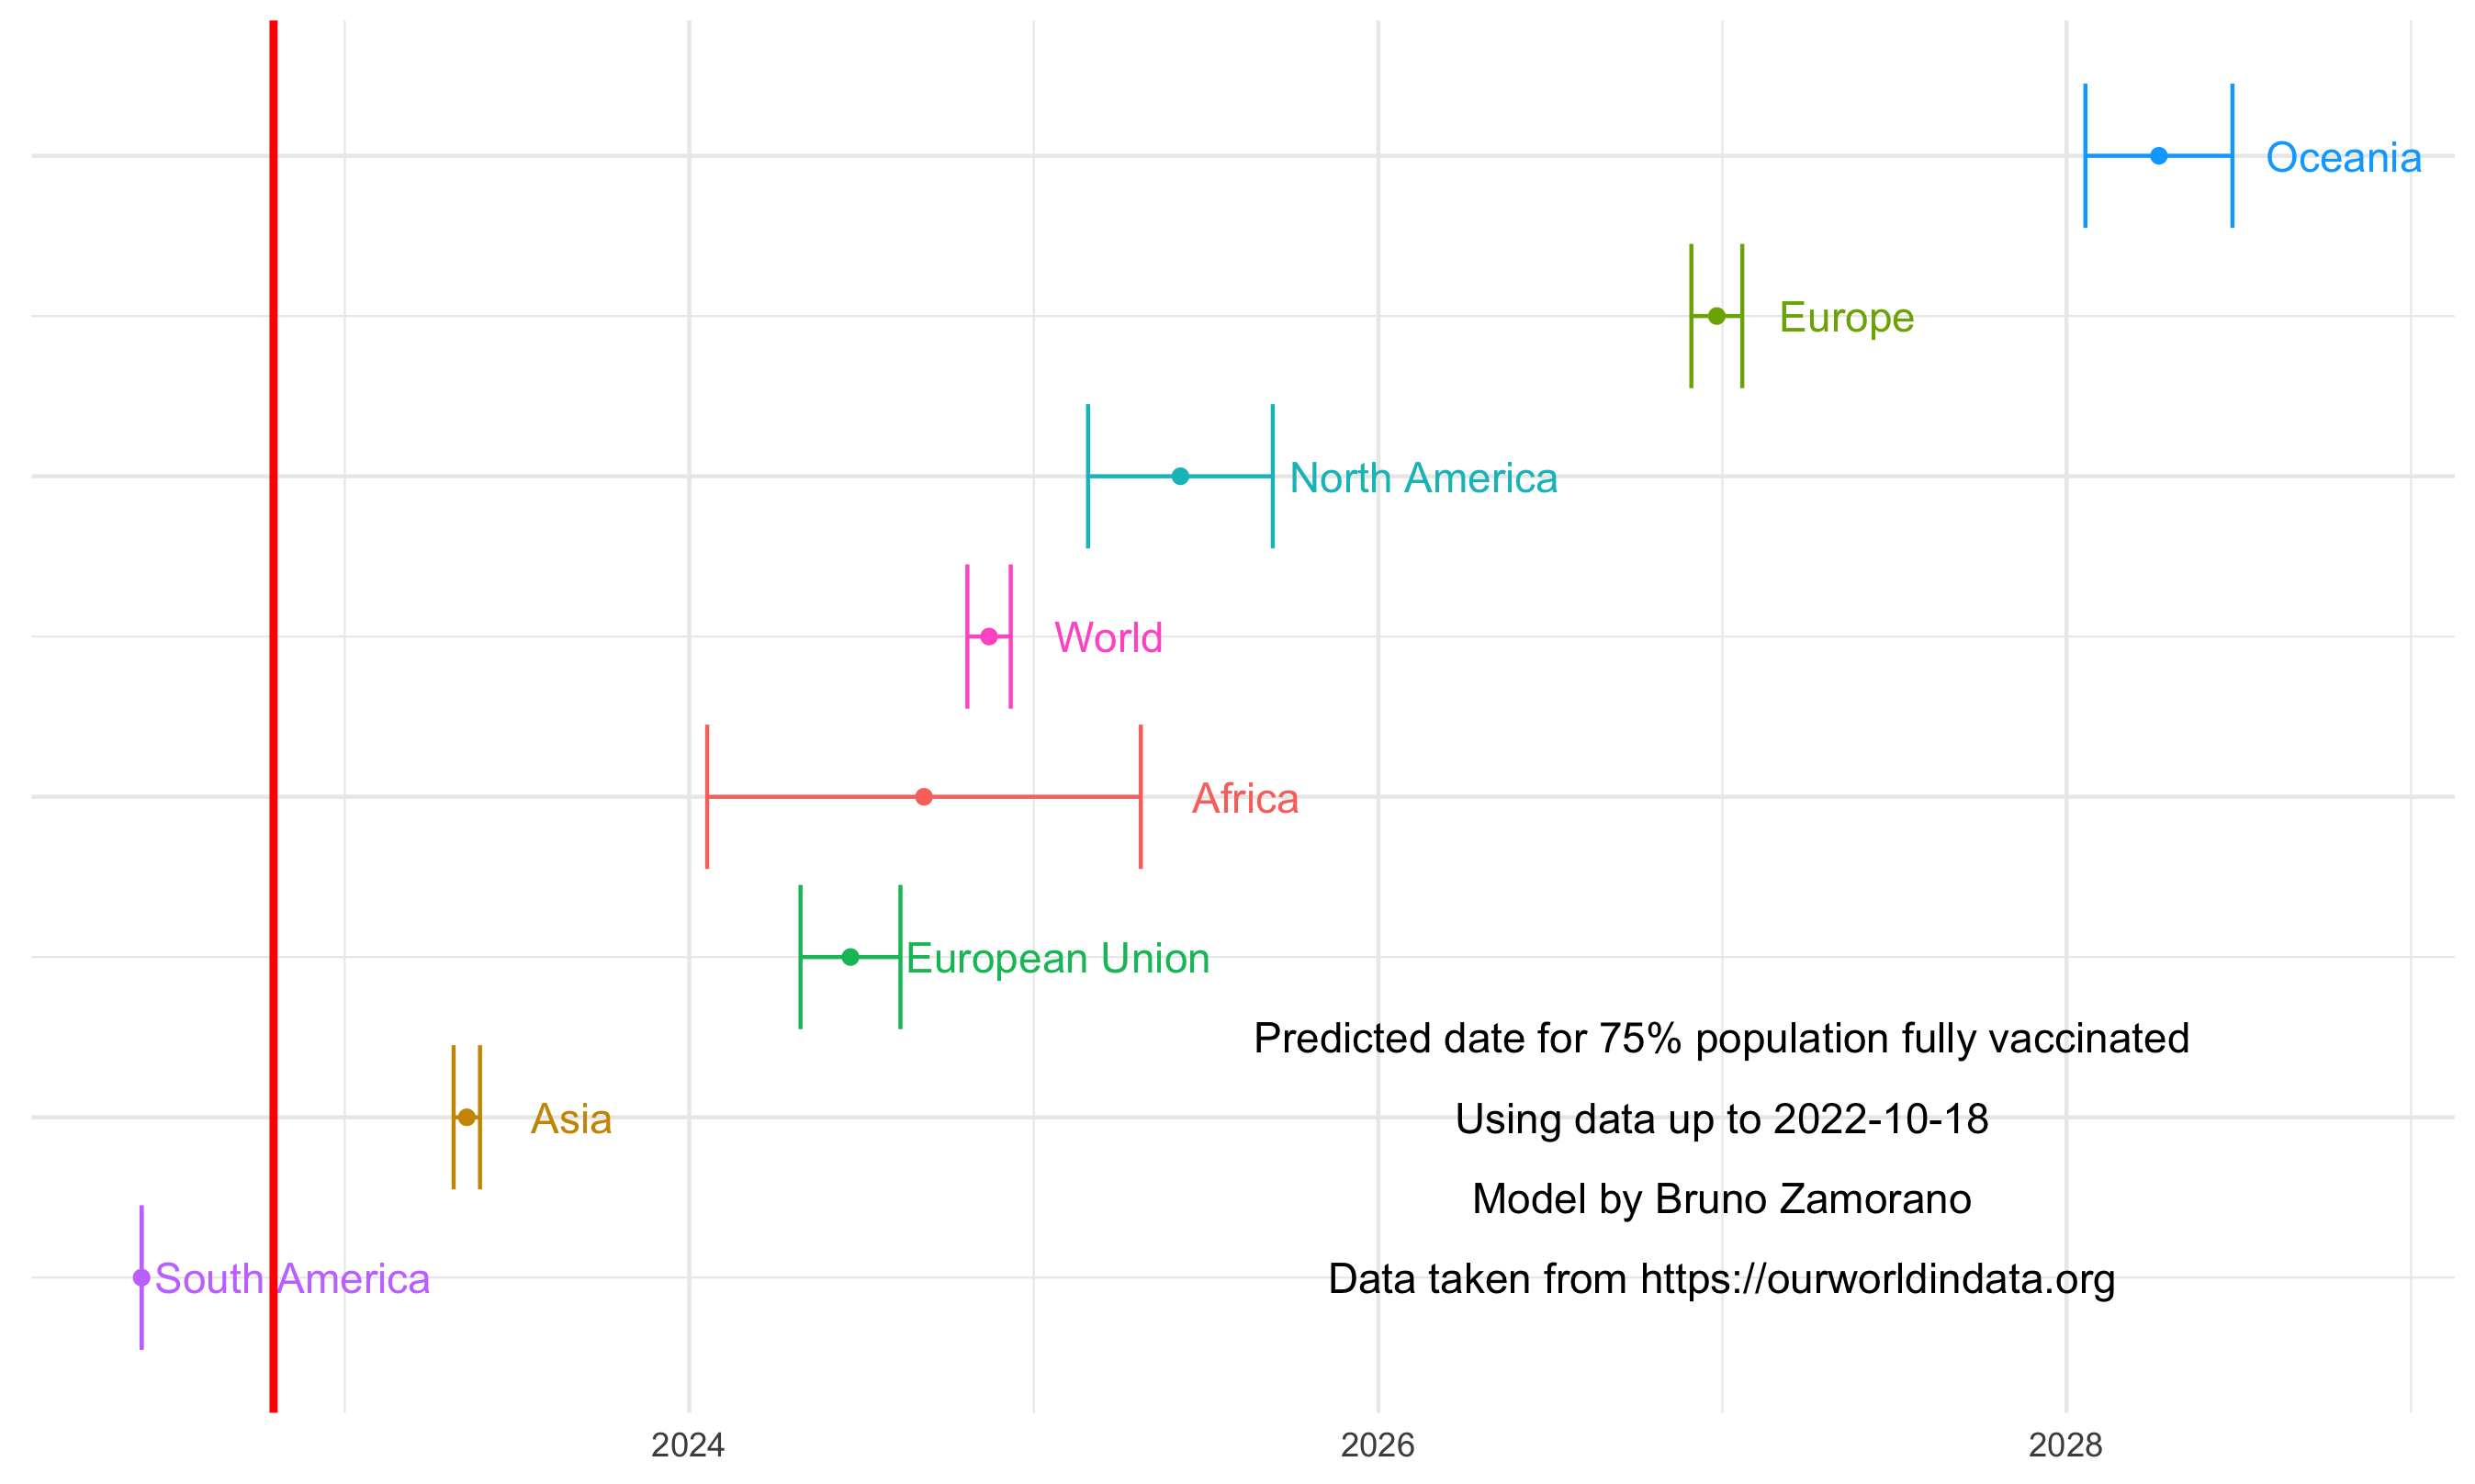 Oceania
Europe
North America
World
Africa
European Union
Predicted date for 75% population fully vaccinated
Asia
Using data up to 2022-10-18
Model by Bruno Zamorano
South America
Data taken from https://ourworldindata.org
2024
2026
2028